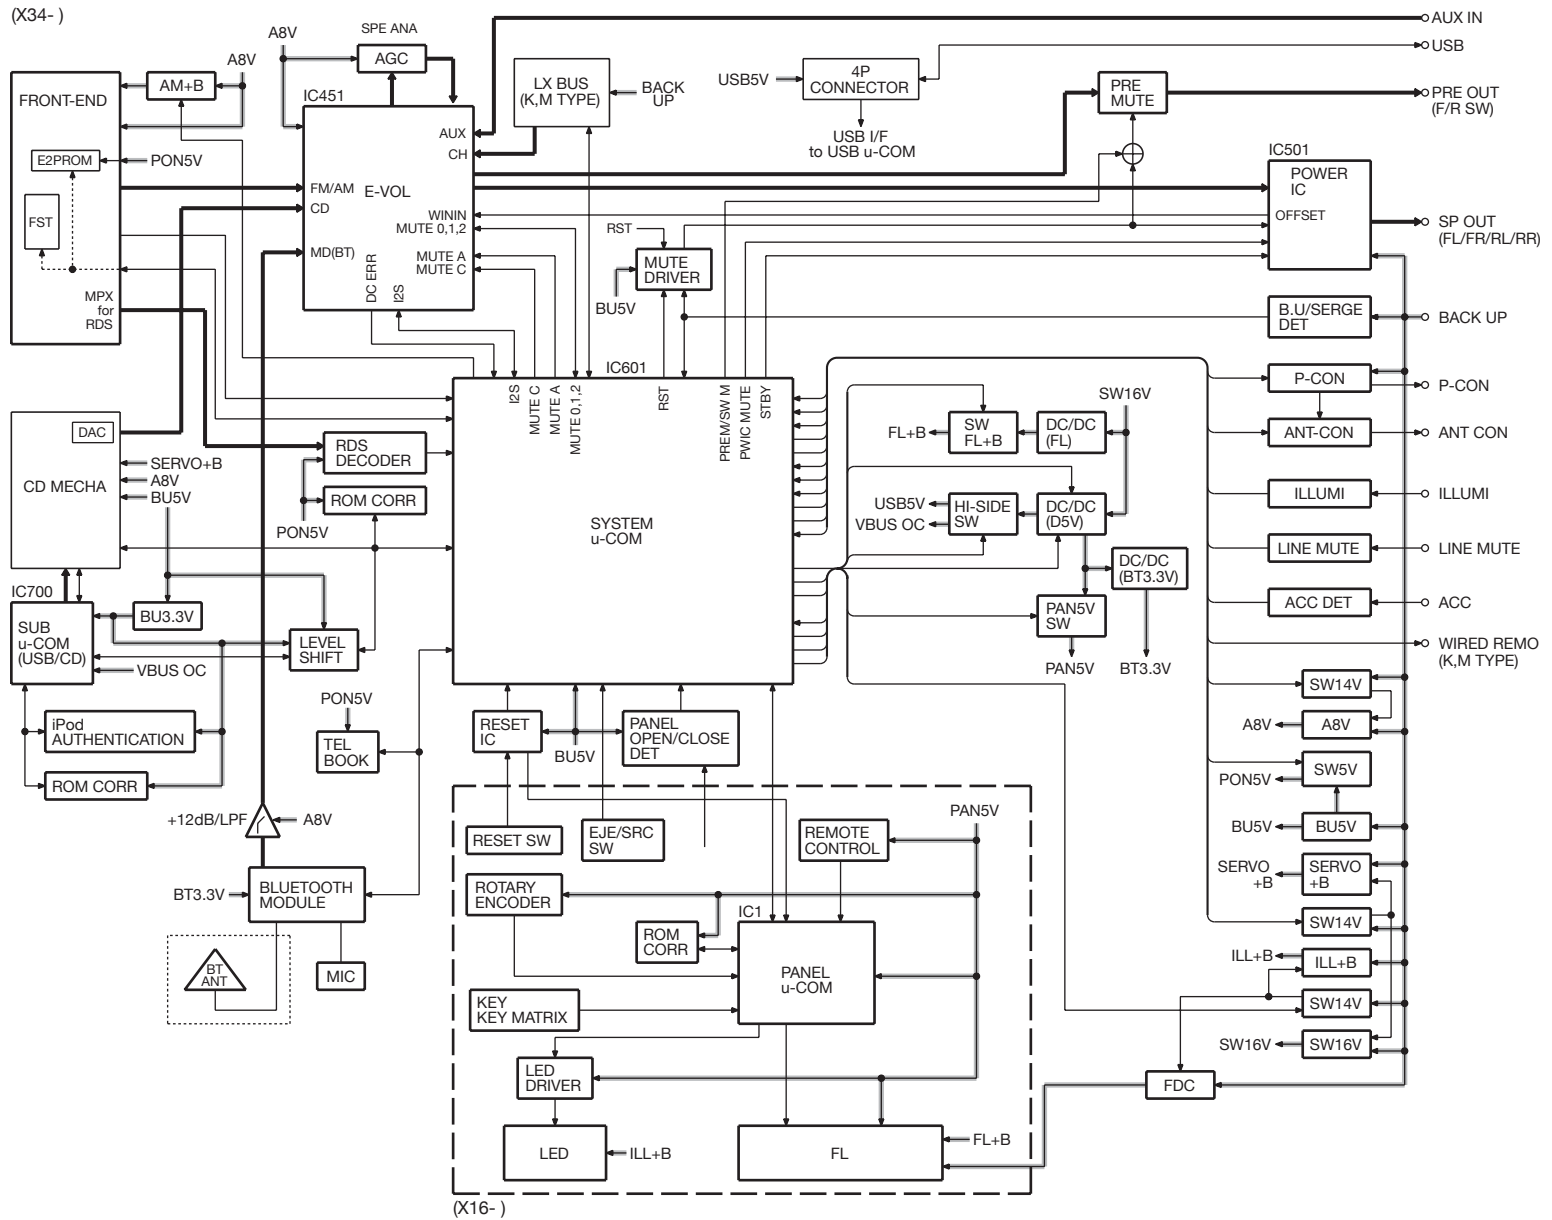 (X34- )
AUX IN
USB
PRE OUT
(F/R SW)
SP OUT
(FL/FR/RL/RR)
BACK UP
P-CON
ANT CON
ILLUMI
LINE MUTE
ACC
WIRED REMO
(K,M TYPE)
A8V
SPE ANA
AGC
A8V
AM+B
FRONT-END
E2PROM
PON5V
FST
MPX
for
RDS
IC451
E-VOL
AUX
CH
FM/AM
CD
MD(BT)
WININ
MUTE 0,1,2
MUTE A
MUTE C
DC ERR
I2S
LX BUS
(K,M TYPE)
BACK
UP
USB5V
4P
CONNECTOR
USB I/F
to USB u-COM
PRE
MUTE
IC501
POWER
IC
OFFSET
RST
MUTE
DRIVER
BU5V
B.U/SERGE
DET
P-CON
ANT-CON
ILLUMI
LINE MUTE
ACC DET
IC601
I2S
MUTE C
MUTE A
MUTE 0,1,2
RST
PREM/SW M
PWIC MUTE
STBY
SYSTEM
u-COM
SW16V
FL+B
SW
FL+B
DC/DC
(FL)
USB5V
VBUS OC
HI-SIDE
SW
DC/DC
(D5V)
DC/DC
(BT3.3V)
PAN5V
SW
PAN5V
BT3.3V
DAC
CD MECHA
SERVO+B
A8V
BU5V
RDS
DECODER
ROM CORR
PON5V
IC700
SUB
u-COM
(USB/CD)
BU3.3V
LEVEL
SHIFT
VBUS OC
iPod
AUTHENTICATION
ROM CORR
PON5V
TEL
BOOK
+12dB/LPF
A8V
BT3.3V
BLUETOOTH
MODULE
BT
ANT
MIC
RESET
IC
BU5V
PANEL
OPEN/CLOSE
DET
RESET SW
EJE/SRC
SW
REMOTE
CONTROL
PAN5V
ROTARY
ENCODER
ROM
CORR
IC1
PANEL
u-COM
KEY
KEY MATRIX
LED
DRIVER
LED
ILL+B
FL
FL+B
(X16- )
SW14V
A8V
A8V
SW5V
PON5V
BU5V
BU5V
SERVO
+B
SERVO
+B
SW14V
ILL+B
ILL+B
SW14V
SW16V
SW16V
FDC